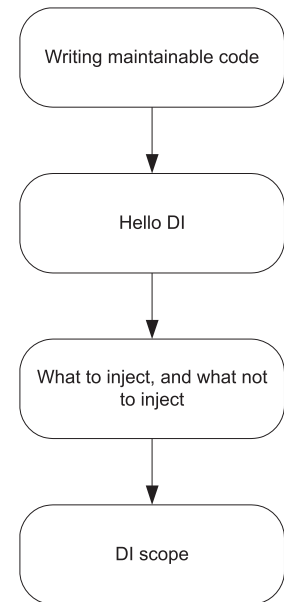 Writing maintainable code
Hello DI
What to inject, and what not
to inject
DI scope